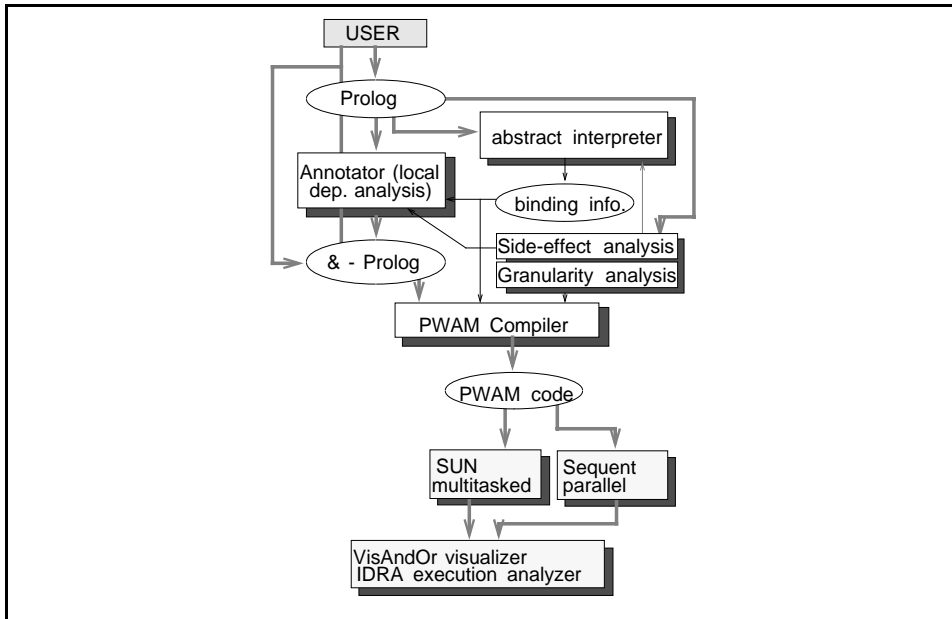 USER
Prolog
abstract interpreter
Annotator (local
dep. analysis)
binding info.
Side-effect analysis
& - Prolog
Granularity analysis
PWAM Compiler
PWAM code
SUN
multitasked
Sequent
parallel
VisAndOr visualizer
IDRA execution analyzer